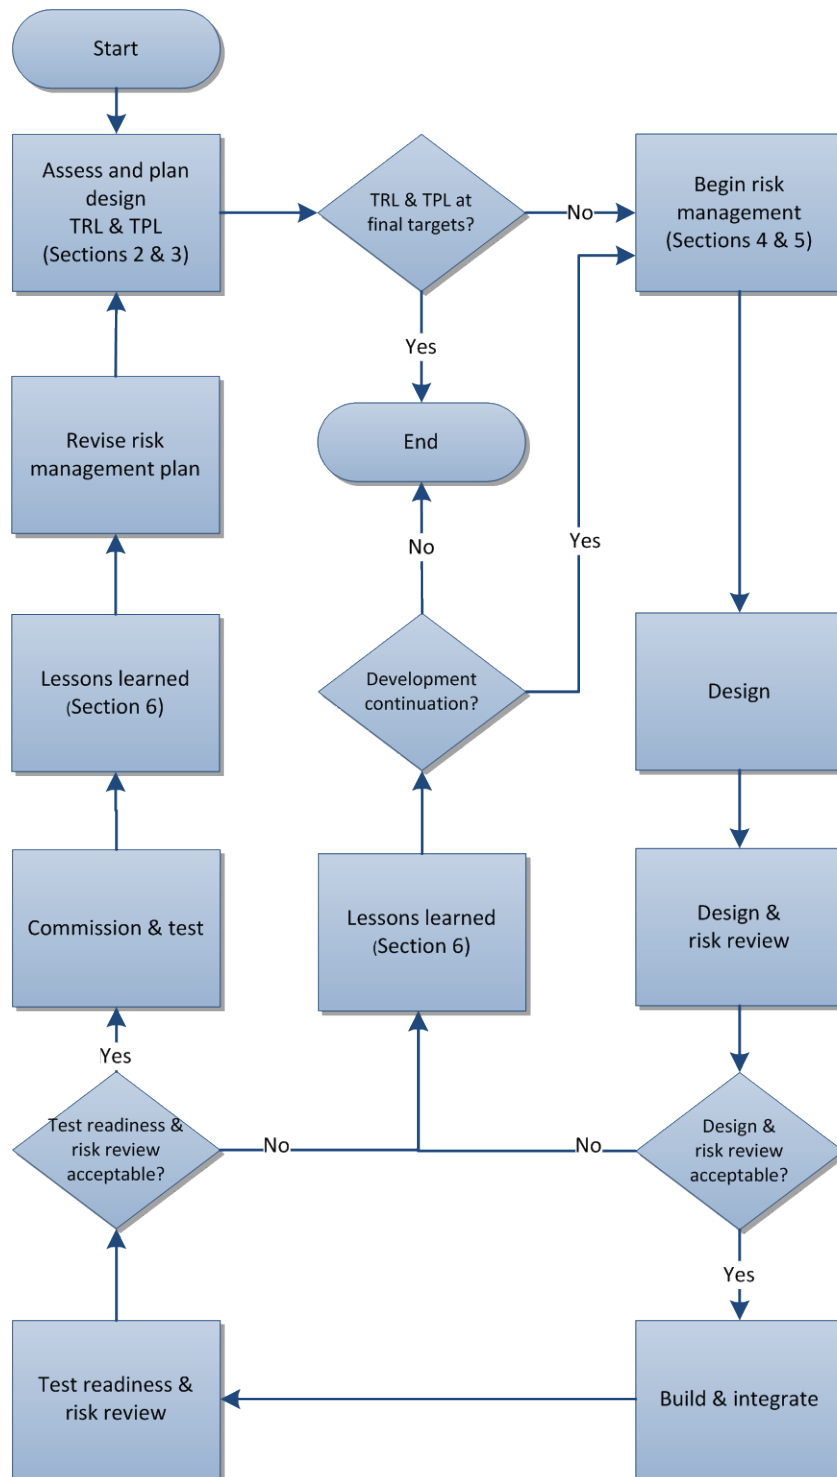 Start
Assess and plan
design
TRL & TPL
(Sections 2 & 3)
TRL & TPL at
final targets?
No
Begin risk
management
(Sections 4 & 5)
Yes
Revise risk
management plan
End
No
Yes
Lessons learned
(Section 6)
Development
continuation?
Design
Commission & test
Lessons learned
(Section 6)
Design &
risk review
Yes
Test readiness &
risk review
acceptable?
No
No
Design &
risk review
acceptable?
Yes
Test readiness &
risk review
Build & integrate